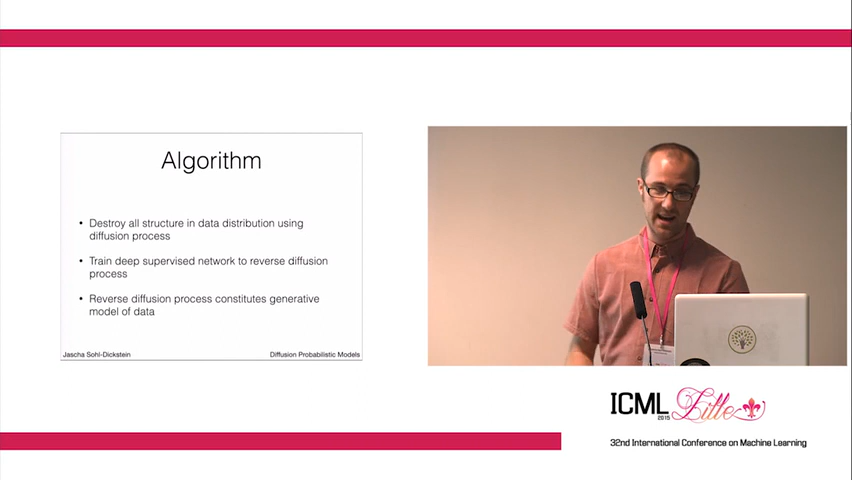 Algorithm
• Destroy all structure in data distribution using
diffusion process
• Train deep supervised network to reverse diffusion
process
• Reverse diffusion process constitutes generative
model of data
Jascha Sohl-Dickstein
Diffusion Probabilistic Models
ICML Lille
2015
32nd International Conference on Machine Learning